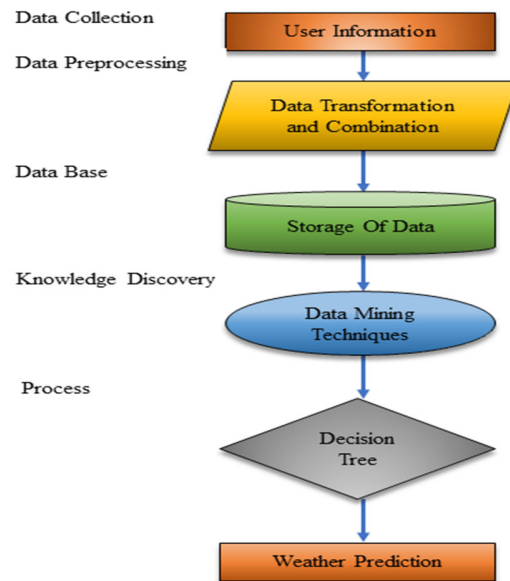 Data Collection
User Information
Data Preprocessing
Data Transformation
and Combination
Data Base
Storage Of Data
Knowledge Discovery
Data Mining
Techniques
Process
Decision
Tree
Weather Prediction